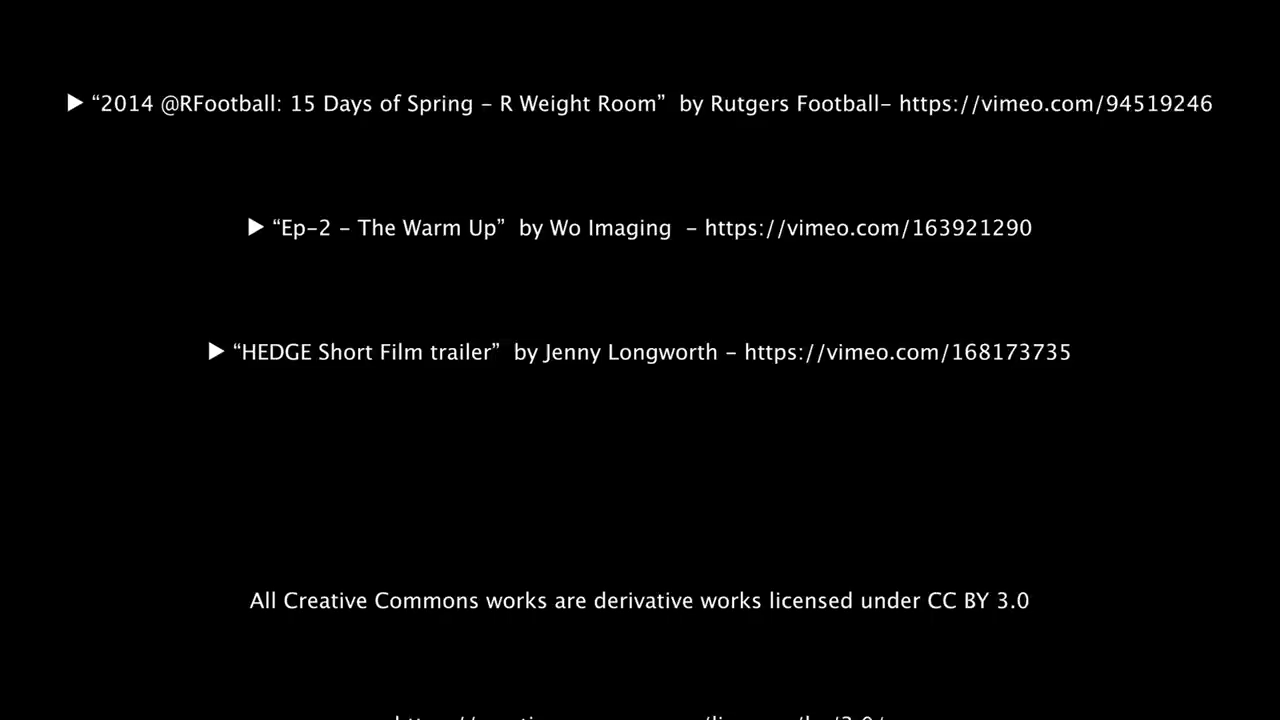 ▶ “2014 @RFootball: 15 Days of Spring – R Weight Room”  by Rutgers Football– https://vimeo.com/94519246
▶ “Ep-2 – The Warm Up”  by Wo Imaging  – https://vimeo.com/163921290
▶ “HEDGE Short Film trailer”  by Jenny Longworth – https://vimeo.com/168173735
All Creative Commons works are derivative works licensed under CC BY 3.0